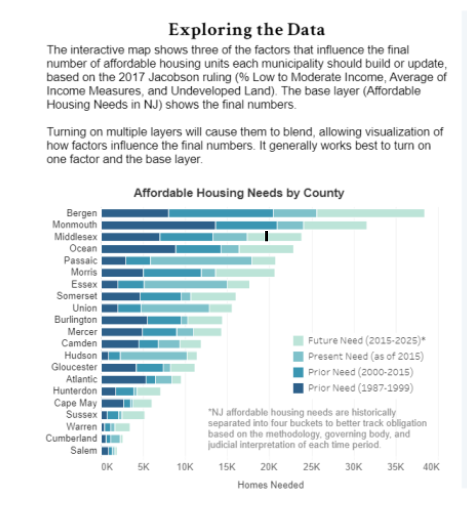 Exploring the Data
The interactive map shows three of the factors that influence the final
number of affordable housing units each municipality should build or update,
based on the 2017 Jacobson ruling (% Low to Moderate Income, Average of
Income Measures, and Undeveloped Land). The base layer (Affordable
Housing Needs in NJ) shows the final numbers.
Turning on multiple layers will cause them to blend, allowing visualization of
how factors influence the final numbers. It generally works best to turn on
one factor and the base layer.
Affordable Housing Needs by County
Bergen
Monmouth
Middlesex
Ocean
Passaic
Morris
Essex
Somerset
Union
Burlington
Mercer
Camden
Hudson
Gloucester
Atlantic
Hunterdon
Cape May
Sussex
Warren
Cumberland
Salem
Future Need (2015-2025)*
Present Need (as of 2015)
Prior Need (2000-2015)
Prior Need (1987-1999)
*NJ affordable housing needs are historically
separated into four buckets to better track obligation
based on the methodology, governing body, and
judicial interpretation of each time period.
0K 5K 10K 15K 20K 25K 30K 35K 40K
Homes Needed